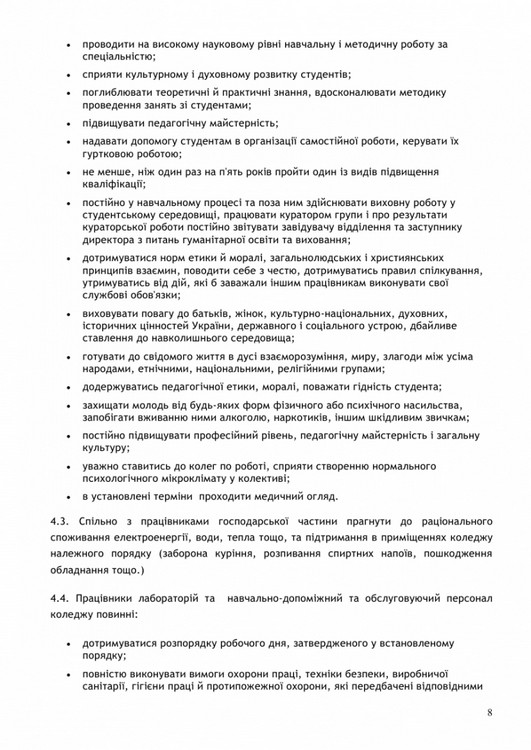 • проводити на високому науковому рівні навчальну і методичну роботу за
спеціальністю;
• сприяти культурному і духовному розвитку студентів;
• поглиблювати теоретичні й практичні знання, вдосконалювати методику
проведення занять зі студентами;
• підвищувати педагогічну майстерність;
• надавати допомогу студентам в організації самостійної роботи, керувати їх
гуртковою роботою;
• не менше, ніж один раз на п'ять років пройти один із видів підвищення
кваліфікації;
• постійно у навчальному процесі та поза ним здійснювати виховну роботу у
студентському середовищі, працювати куратором групи і про результати
кураторської роботи постійно звітувати завідувачу відділення та заступнику
директора з питань гуманітарної освіти та виховання;
• дотримуватися норм етики й моралі, загальнолюдських і християнських
принципів взаємин, поводити себе з честю, дотримуватись правил спілкування,
утримуватись від дій, які б заважали іншим працівникам виконувати свої
службові обов'язки;
• виховувати повагу до батьків, жінок, культурно-національних, духовних,
історичних цінностей України, державного і соціального устрою, дбайливе
ставлення до навколишнього середовища;
• готувати до свідомого життя в дусі взаєморозуміння, миру, злагоди між усіма
народами, етнічними, національними, релігійними групами;
• додержуватись педагогічної етики, моралі, поважати гідність студента;
• захищати молодь від будь-яких форм фізичного або психічного насильства,
запобігати вживанню ними алкоголю, наркотиків, іншим шкідливим звичкам;
• постійно підвищувати професійний рівень, педагогічну майстерність і загальну
культуру;
• уважно ставитись до колег по роботі, сприяти створенню нормального
психологічного мікроклімату у колективі;
• в установлені терміни проходити медичний огляд.
4.3. Спільно з працівниками господарської частини прагнути до раціонального
споживання електроенергії, води, тепла тощо, та підтримання в приміщеннях коледжу
належного порядку (заборона куріння, розпивання спиртних напоїв, пошкодження
обладнання тощо.)
4.4. Працівники лабораторій та навчально-допоміжний та обслуговуючий персонал
коледжу повинні:
• дотримуватися розпорядку робочого дня, затвердженого у встановленому
порядку;
• повністю виконувати вимоги охорони праці, техніки безпеки, виробничої
санітарії, гігієни праці й протипожежної охорони, які передбачені відповідними
8